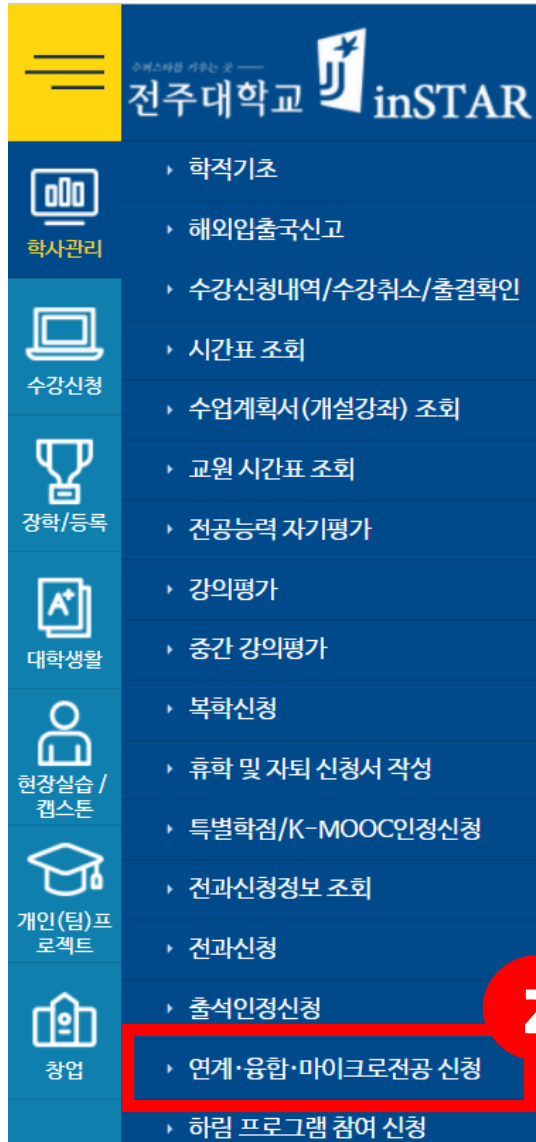 수퍼스타를 키우는 곳
전주대학교 inSTAR
학사관리
수강신청
장학/등록
A+
대학생활
현장실습 /
캡스톤
개인(팀)프
로젝트
창업
학적기초
해외입출국신고
수강신청내역/수강취소/출결확인
시간표 조회
수업계획서(개설강좌) 조회
교원 시간표 조회
전공능력 자기평가
강의평가
중간 강의평가
복학신청
휴학 및 자퇴 신청서 작성
특별학점/K-MOOC인정신청
전과신청정보 조회
전과신청
출석인정신청
연계·융합·마이크로전공 신청
하림 프로그램 참여 신청